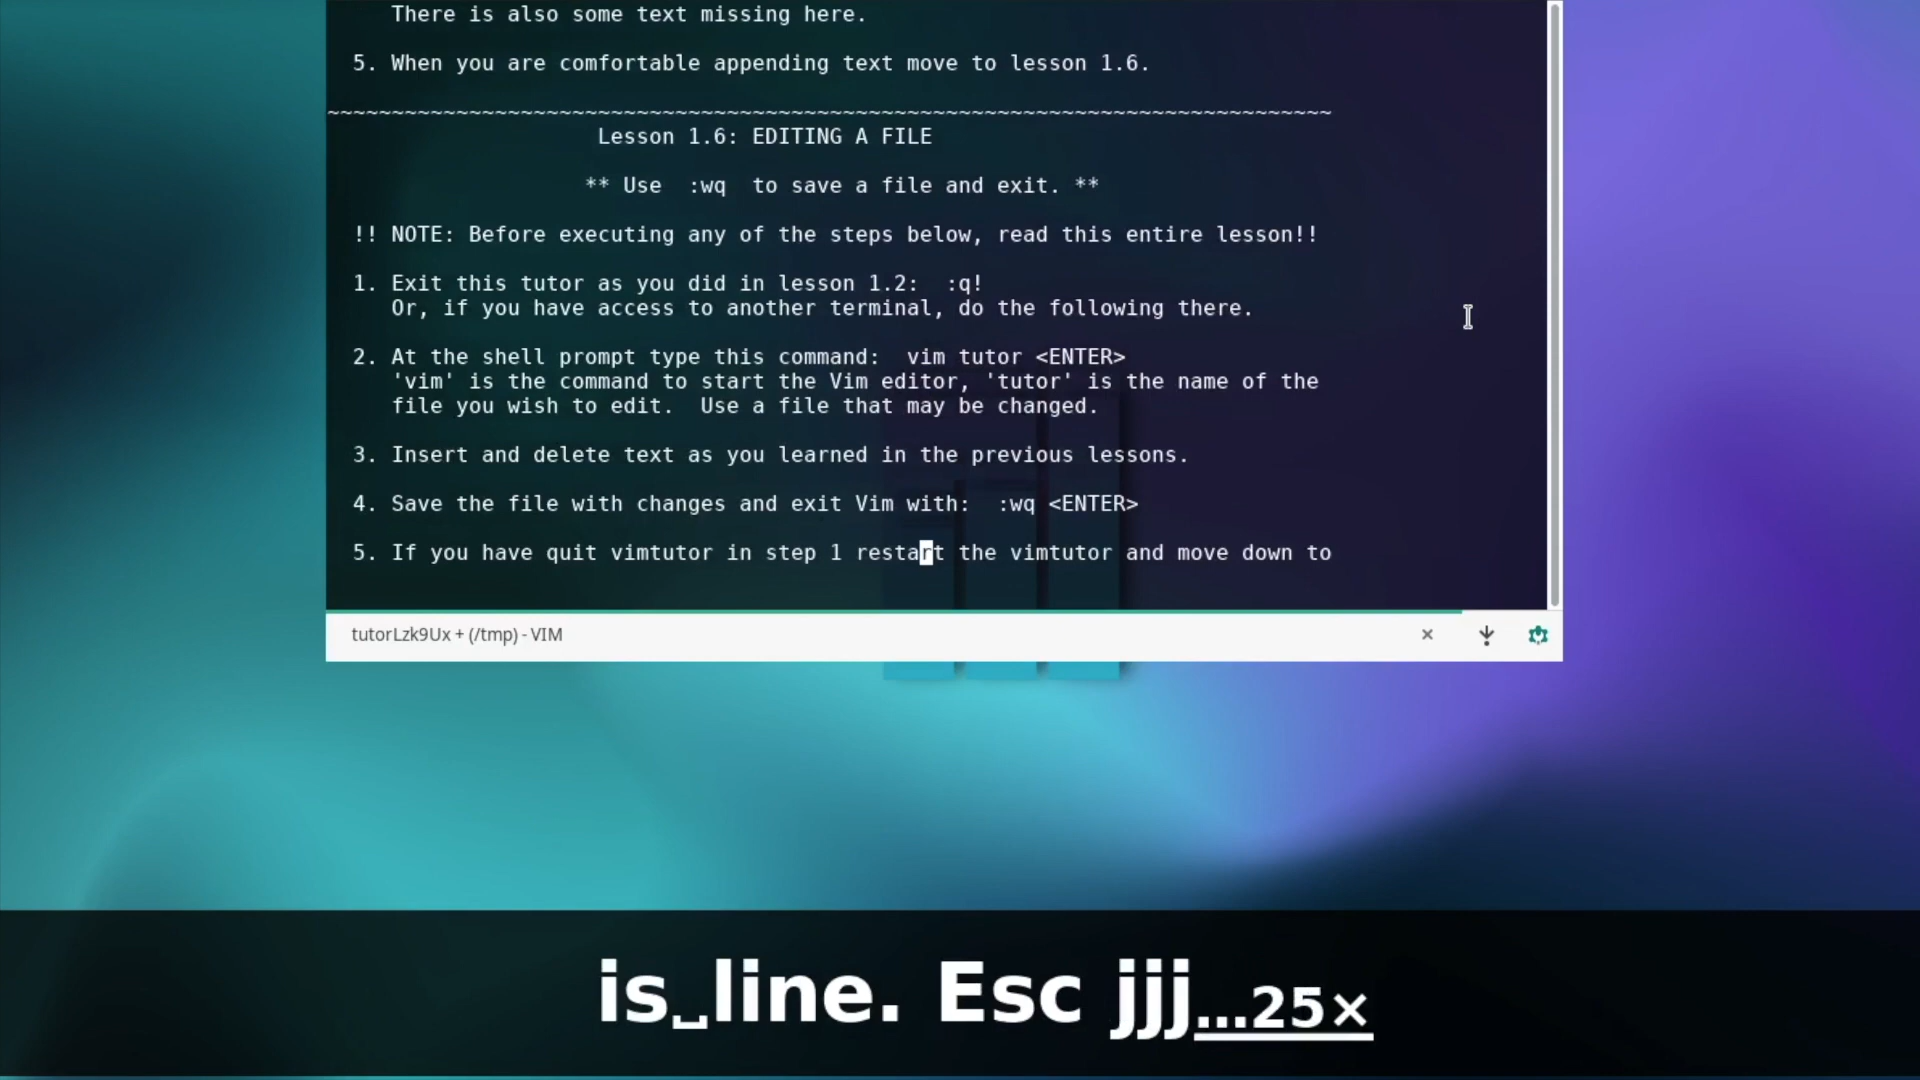 There is also some text missing here.
5. When you are comfortable appending text move to lesson 1.6.
~~~~~~~~~~~~~~~~~~~~~~~~~~~~~~~~~~~~~~~~~~~~~~~~~~~~~~~~~~~~~~~~~~~~~~~~~~~~~~
Lesson 1.6: EDITING A FILE
** Use  :wq  to save a file and exit. **
!! NOTE: Before executing any of the steps below, read this entire lesson!!
1. Exit this tutor as you did in lesson 1.2:  :q!
Or, if you have access to another terminal, do the following there.
2. At the shell prompt type this command:  vim tutor <ENTER>
'vim' is the command to start the Vim editor, 'tutor' is the name of the
file you wish to edit.  Use a file that may be changed.
3. Insert and delete text as you learned in the previous lessons.
4. Save the file with changes and exit Vim with:  :wq <ENTER>
5. If you have quit vimtutor in step 1 restart the vimtutor and move down to
tutorLzk9Ux + (/tmp) - VIM
is␣line. Esc jjj...25×